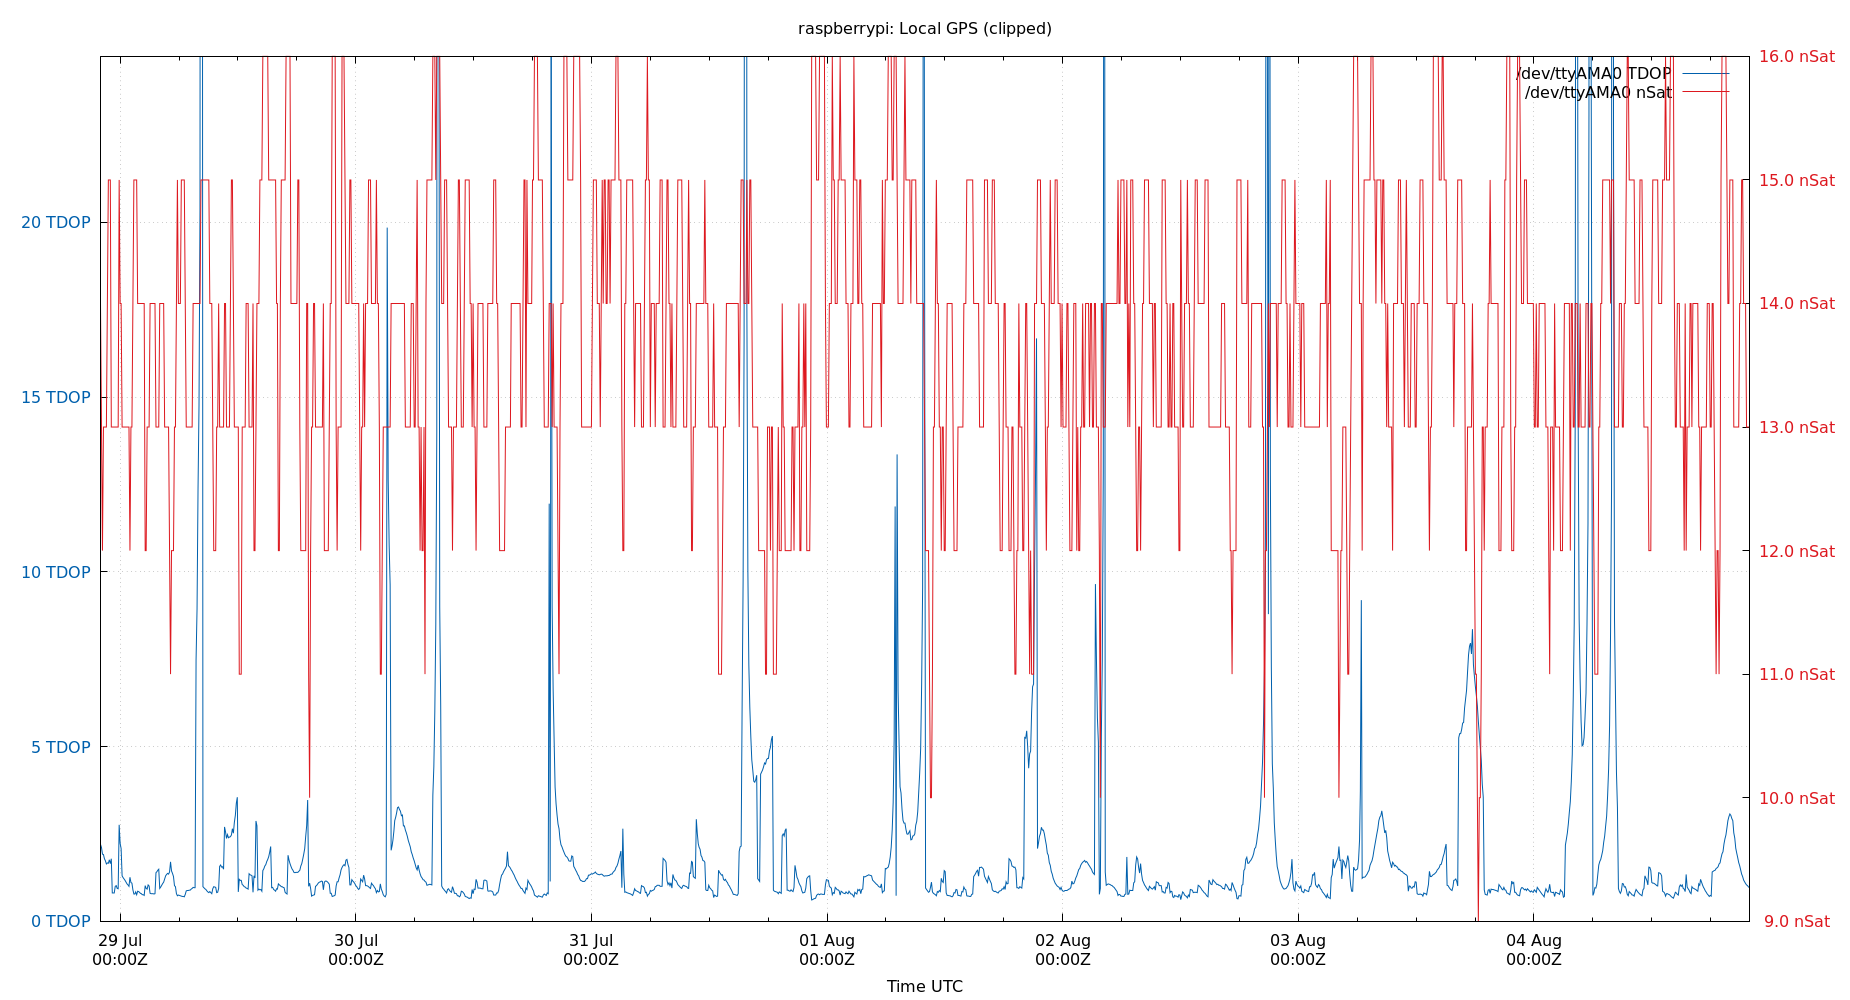 raspberrypi: Local GPS (clipped)
/dev/ttyAMA0 TDOP
/dev/ttyAMA0 nSat
20 TDOP
15 TDOP
10 TDOP
5 TDOP
0 TDOP
16.0 nSat
15.0 nSat
14.0 nSat
13.0 nSat
12.0 nSat
11.0 nSat
10.0 nSat
9.0 nSat
29 Jul
00:00Z
30 Jul
00:00Z
31 Jul
00:00Z
01 Aug
00:00Z
02 Aug
00:00Z
03 Aug
00:00Z
04 Aug
00:00Z
Time UTC